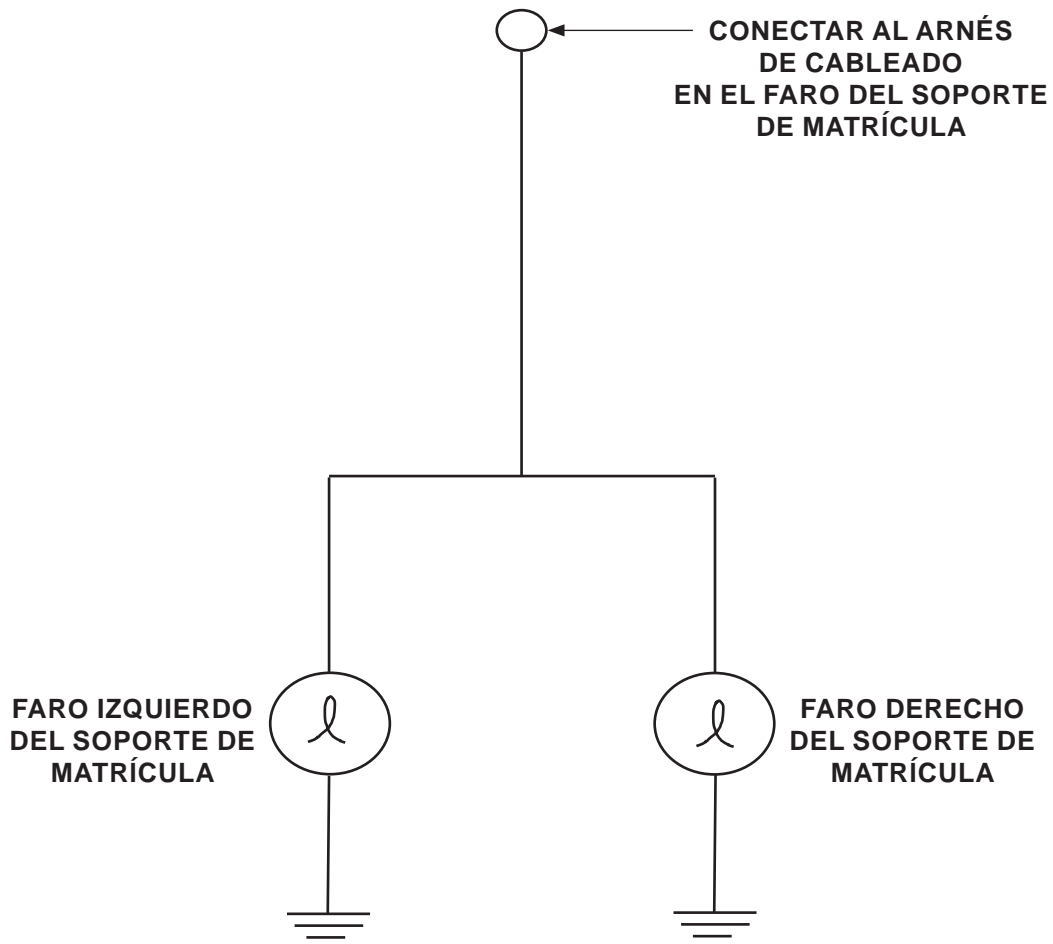 CONECTAR AL ARNÉS
DE CABLEADO
EN EL FARO DEL SOPORTE
DE MATRÍCULA
FARO IZQUIERDO
DEL SOPORTE DE
MATRÍCULA
FARO DERECHO
DEL SOPORTE DE
MATRÍCULA